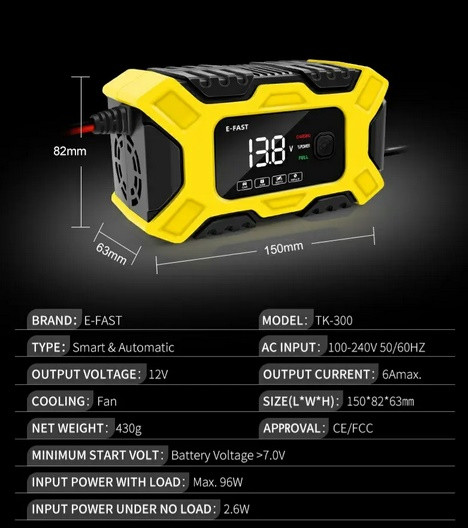 E-FAST
13.8 V
FULL
82mm
63mm
150mm
BRAND: E-FAST
MODEL: TK-300
TYPE: Smart & Automatic
AC INPUT: 100-240V 50/60HZ
OUTPUT VOLTAGE: 12V
OUTPUT CURRENT: 6Amax.
COOLING: Fan
SIZE(L*W*H): 150*82*63mm
NET WEIGHT: 430g
APPROVAL: CE/FCC
MINIMUM START VOLT: Battery Voltage >7.0V
INPUT POWER WITH LOAD: Max. 96W
INPUT POWER UNDER NO LOAD: 2.6W